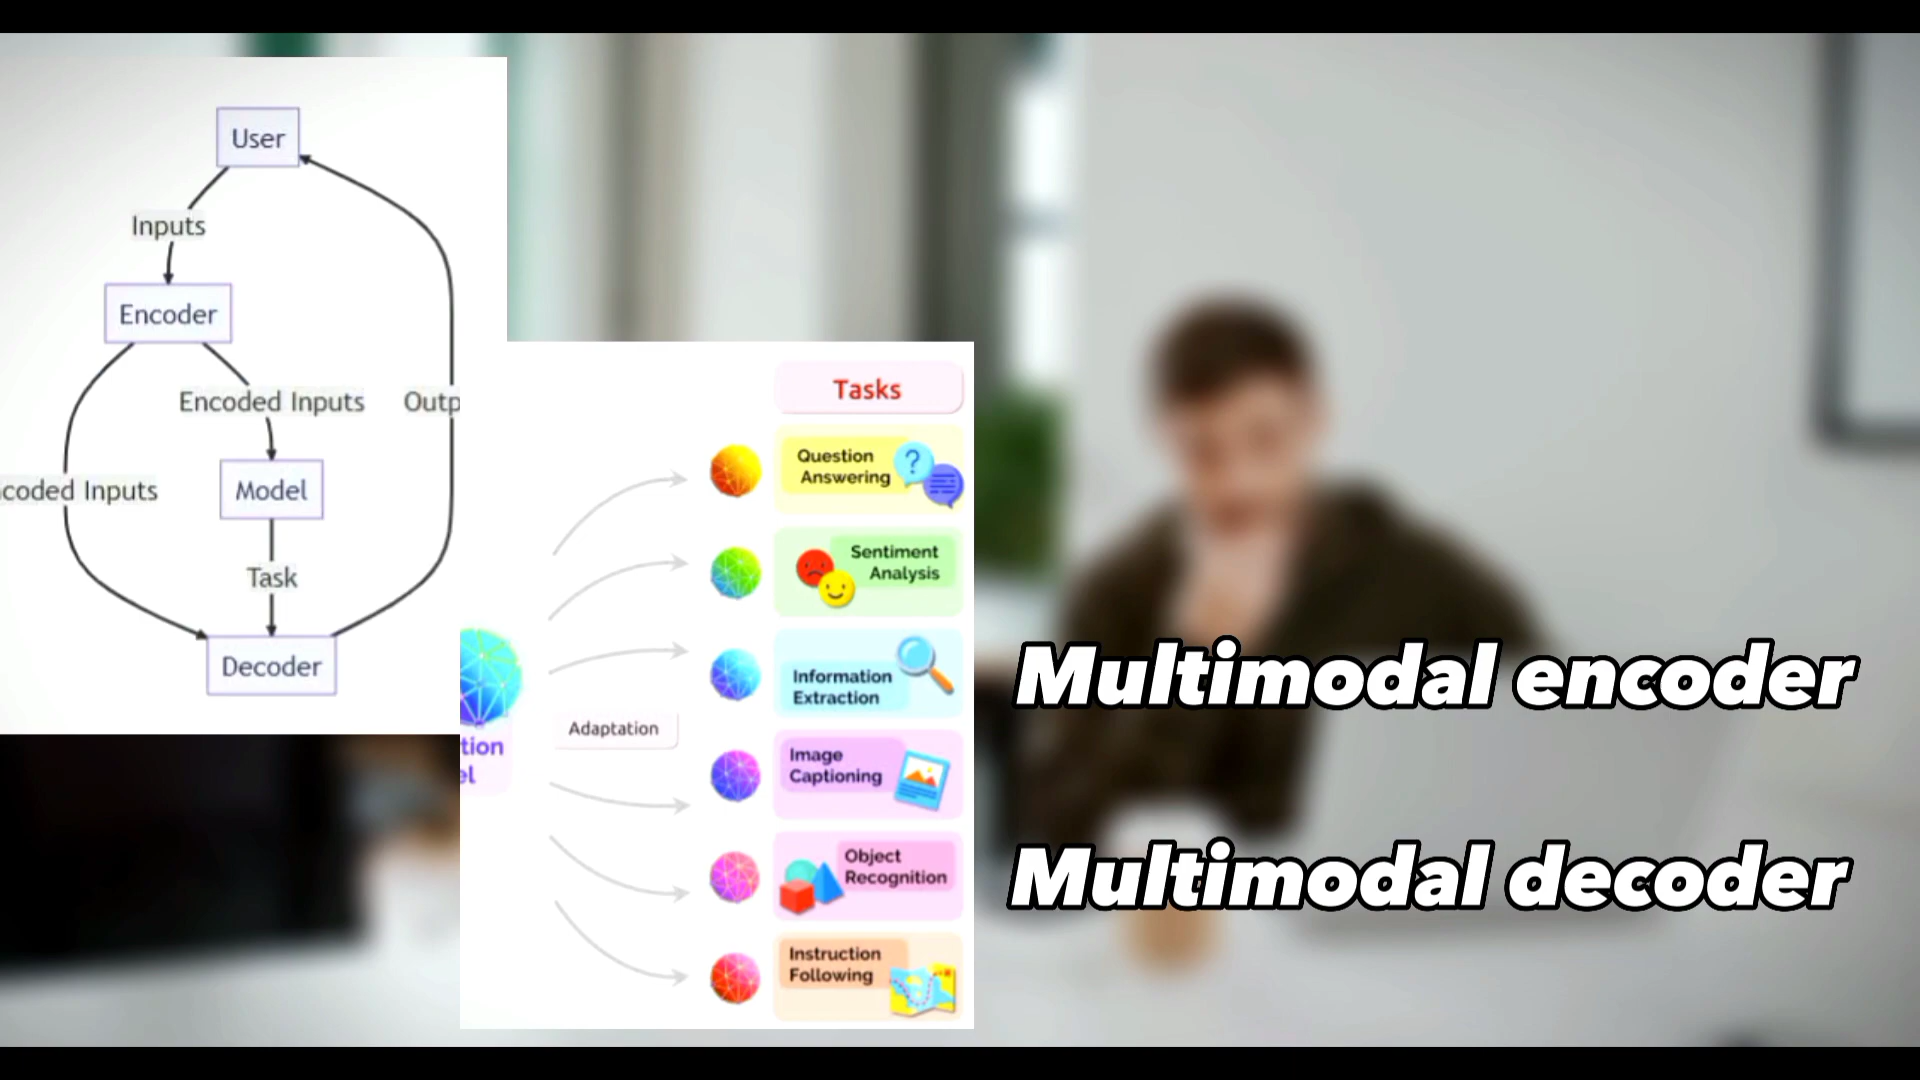 User
Inputs
Encoder
Encoded Inputs
Outp
coded Inputs
Model
Task
Decoder
Tasks
Question
Answering
Sentiment
Analysis
Information
Extraction
tion
el
Adaptation
Image
Captioning
Object
Recognition
Instruction
Following
Multimodal encoder
Multimodal decoder